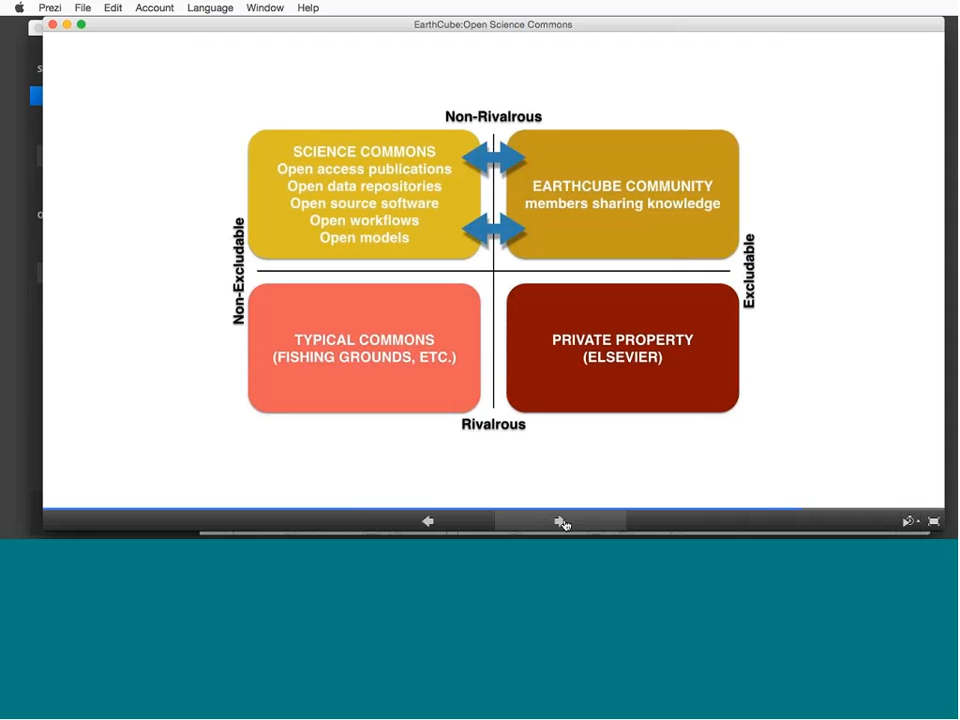 Prezi File Edit Account Language Window Help
EarthCube:Open Science Commons
Non-Rivalrous
SCIENCE COMMONS
Open access publications
Open data repositories
Open source software
Open workflows
Open models
EARTHCUBE COMMUNITY
members sharing knowledge
Non-Excludable
Excludable
TYPICAL COMMONS
(FISHING GROUNDS, ETC.)
PRIVATE PROPERTY
(ELSEVIER)
Rivalrous